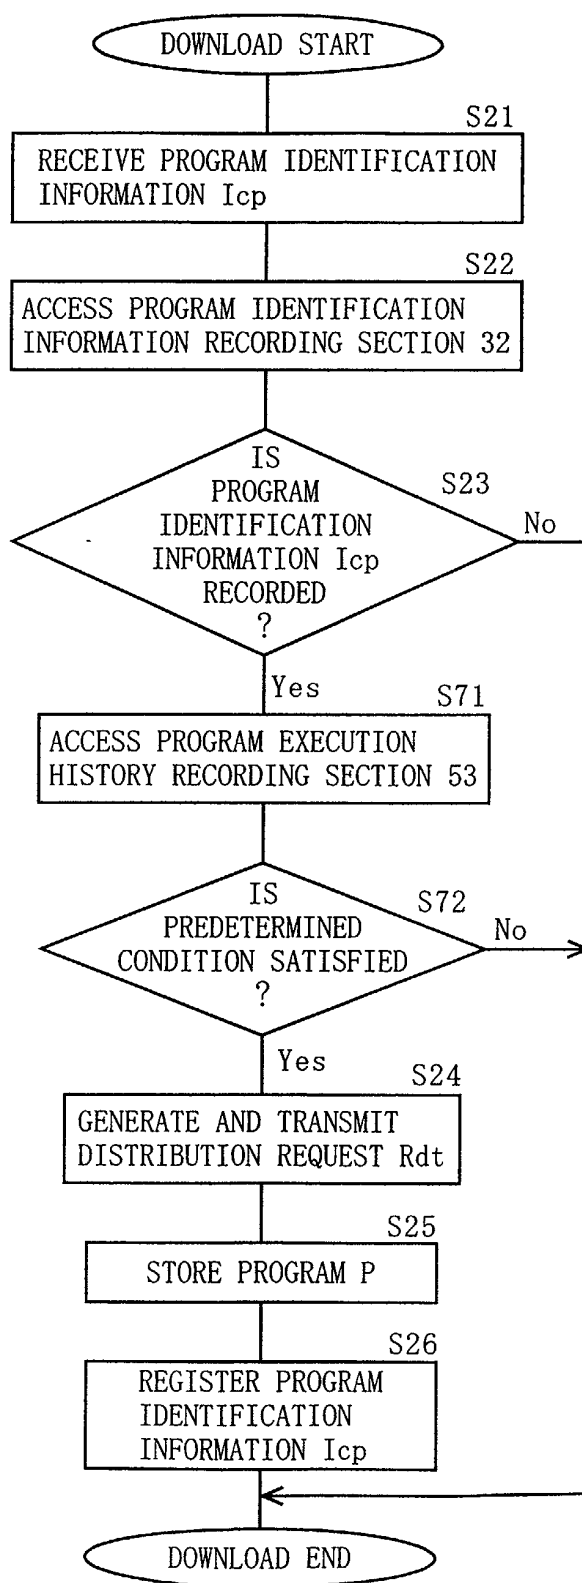 DOWNLOAD START
S21
RECEIVE PROGRAM IDENTIFICATION
INFORMATION Icp
S22
ACCESS PROGRAM IDENTIFICATION
INFORMATION RECORDING SECTION 32
IS
PROGRAM
IDENTIFICATION
INFORMATION Icp
RECORDED
?
S23
No
Yes
S71
ACCESS PROGRAM EXECUTION
HISTORY RECORDING SECTION 53
IS
PREDETERMINED
CONDITION SATISFIED
?
S72
No
Yes
S24
GENERATE AND TRANSMIT
DISTRIBUTION REQUEST Rdt
S25
STORE PROGRAM P
S26
REGISTER PROGRAM
IDENTIFICATION
INFORMATION Icp
DOWNLOAD END